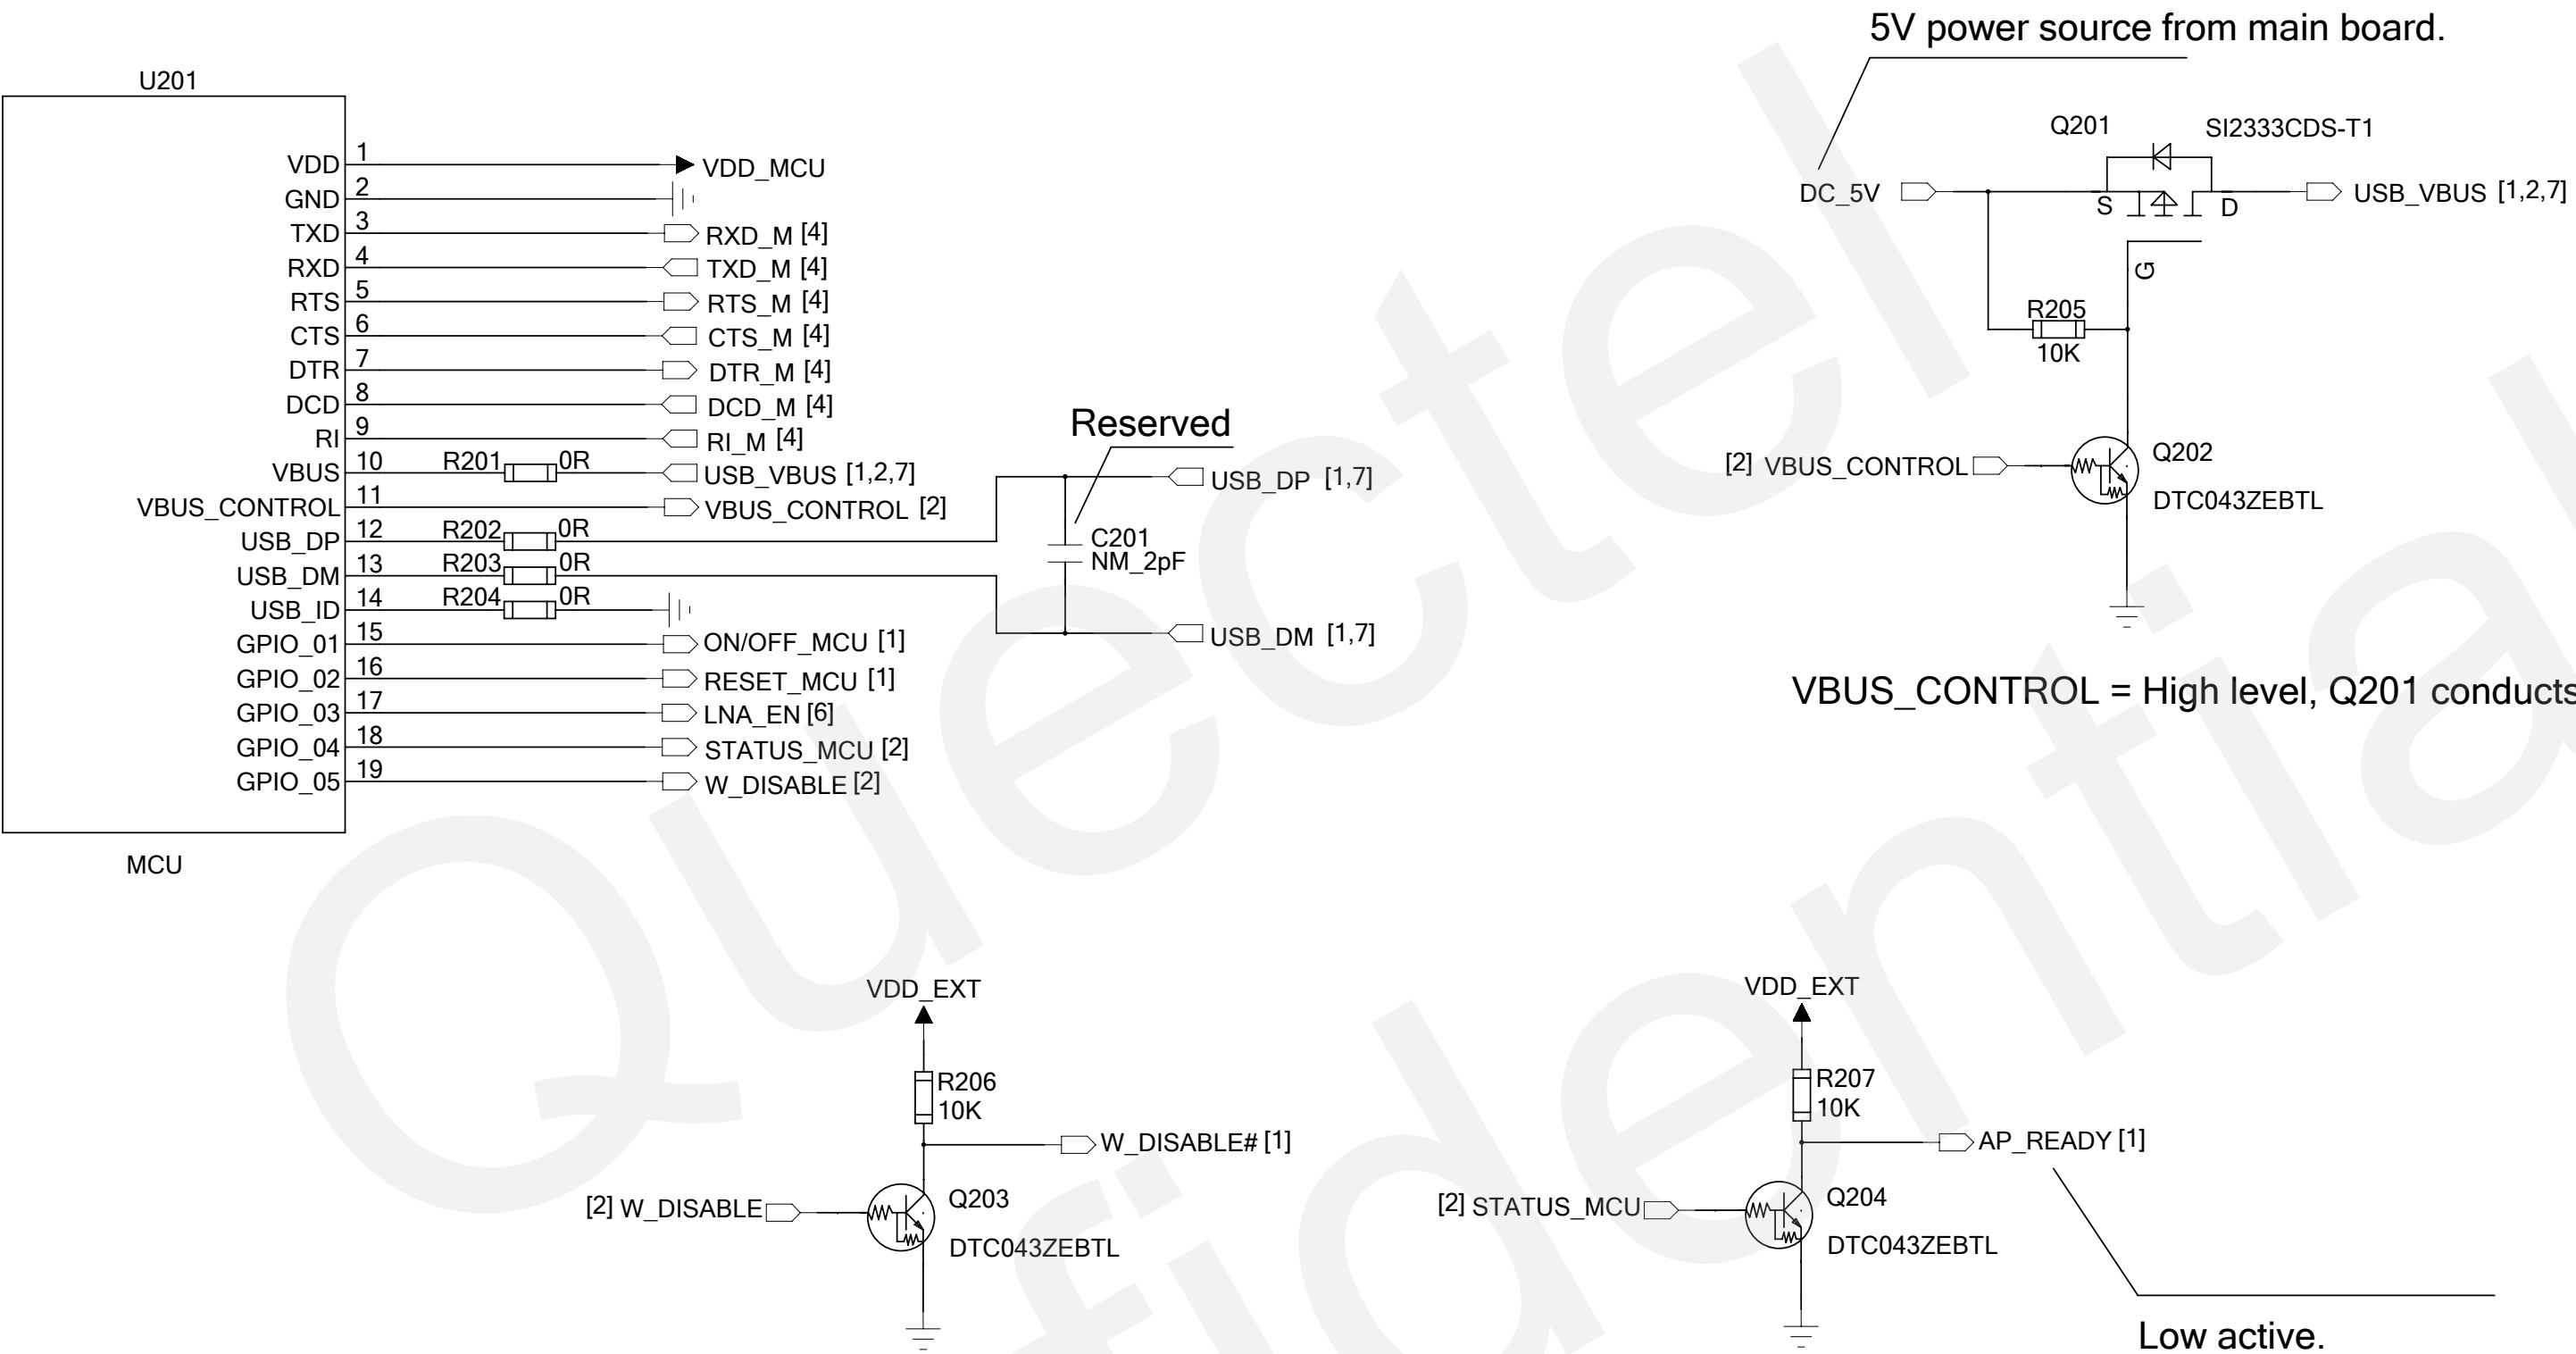 5V power source from main board.
U201
VDD 1 VDD_MCU
GND 2
TXD 3 RXD_M [4]
RXD 4 TXD_M [4]
RTS 5 RTS_M [4]
CTS 6 CTS_M [4]
DTR 7 DTR_M [4]
DCD 8 DCD_M [4]
RI 9 RI_M [4]
VBUS 10 R201 0R USB_VBUS [1,2,7]
VBUS_CONTROL 11 VBUS_CONTROL [2]
USB_DP 12 R202 0R
USB_DM 13 R203 0R
USB_ID 14 R204 0R
GPIO_01 15 ON/OFF_MCU [1]
GPIO_02 16 RESET_MCU [1]
GPIO_03 17 LNA_EN [6]
GPIO_04 18 STATUS_MCU [2]
GPIO_05 19 W_DISABLE [2]
MCU
Reserved
USB_DP [1,7]
C201
NM_2pF
USB_DM [1,7]
Q201 SI2333CDS-T1
DC_5V S D USB_VBUS [1,2,7]
G
R205
10K
[2] VBUS_CONTROL Q202
DTC043ZEBTL
VBUS_CONTROL = High level, Q201 conducts
VDD_EXT
R206
10K
W_DISABLE# [1]
[2] W_DISABLE Q203
DTC043ZEBTL
VDD_EXT
R207
10K
AP_READY [1]
[2] STATUS_MCU Q204
DTC043ZEBTL
Low active.
Quectel
fidential